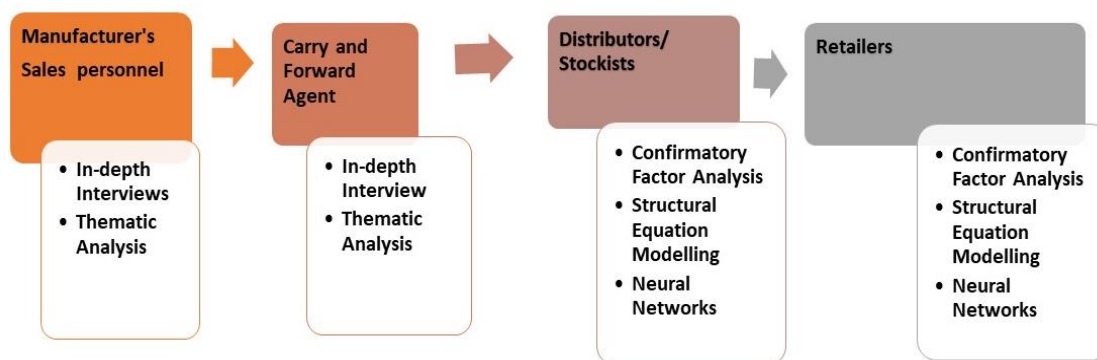 Manufacturer's
Sales personnel
• In-depth
Interviews
• Thematic
Analysis
Carry and
Forward
Agent
• In-depth
Interview
• Thematic
Analysis
Distributors/
Stockists
• Confirmatory
Factor Analysis
• Structural
Equation
Modelling
• Neural
Networks
Retailers
• Confirmatory
Factor Analysis
• Structural
Equation
Modelling
• Neural
Networks